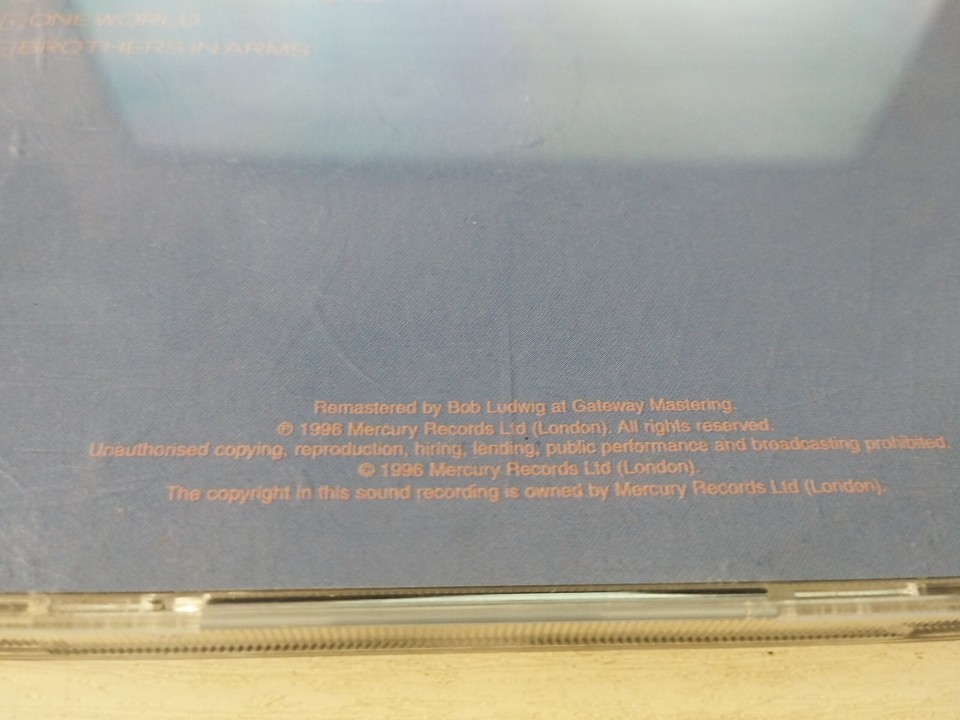 ONE WORLD
BROTHERS IN ARMS
Remastered by Bob Ludwig at Gateway Mastering.
℗ 1996 Mercury Records Ltd (London). All rights reserved.
Unauthorised copying, reproduction, hiring, lending, public performance and broadcasting prohibited.
© 1996 Mercury Records Ltd (London).
The copyright in this sound recording is owned by Mercury Records Ltd (London).